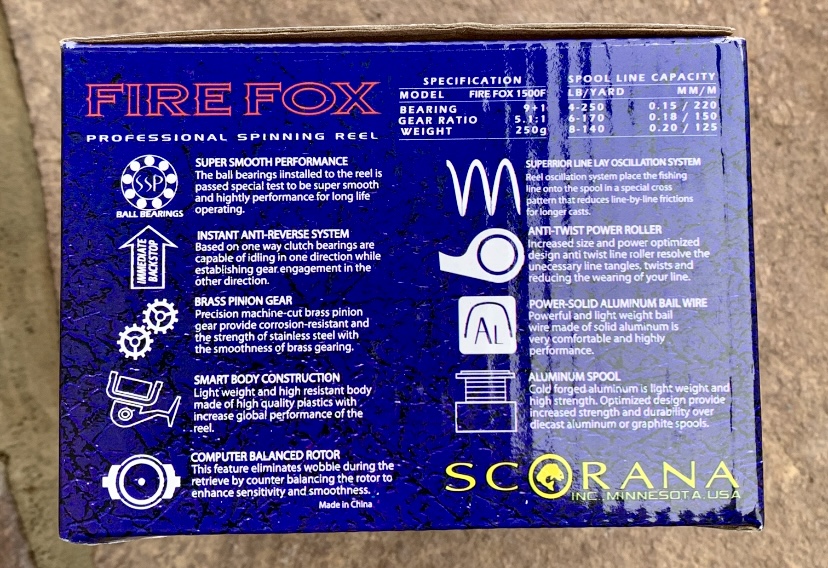 FIRE FOX
PROFESSIONAL SPINNING REEL
SPECIFICATION
MODEL FIRE FOX 1500F
BEARING 9+1
GEAR RATIO 5.1:1
WEIGHT 250g
SPOOL LINE CAPACITY
LB/YARD MM/M
4-250 0.15 / 220
6-170 0.18 / 150
8-140 0.20 / 125
SSP
BALL BEARINGS
SUPER SMOOTH PERFORMANCE
The ball bearings iinstalled to the reel is
passed special test to be super smooth
and hightly performance for long life
operating.
IMMEDIATE
BACKSTOP
INSTANT ANTI-REVERSE SYSTEM
Based on one way clutch bearings are
capable of idling in one direction while
establishing gear engagement in the
other direction.
BRASS PINION GEAR
Precision machine-cut brass pinion
gear provide corrosion-resistant and
the strength of stainless steel with
the smoothness of brass gearing.
SMART BODY CONSTRUCTION
Light weight and high resistant body
made of high quality plastics with
increase global performance of the
reel.
COMPUTER BALANCED ROTOR
This feature eliminates wobble during the
retrieve by counter balancing the rotor to
enhance sensitivity and smoothness.
Made in China
SUPERIOR LINE LAY OSCILLATION SYSTEM
Reel oscillation system place the fishing
line onto the spool in a special cross
pattern that reduces line-by-line frictions
for longer casts.
ANTI-TWIST POWER ROLLER
Increased size and power optimized
design anti twist line roller resolve the
unecessary line tangles, twists and
reducing the wearing of your line.
AL
POWER-SOLID ALUMINUM BAIL WIRE
Powerful and light weight bail
wire made of solid aluminum is
very comfortable and highly
performance.
ALUMINUM SPOOL
Cold forged aluminum is light weight and
high strength. Optimized design provide
increased strength and durability over
diecast aluminum or graphite spools.
SCORANA
INC. MINNESOTA. USA